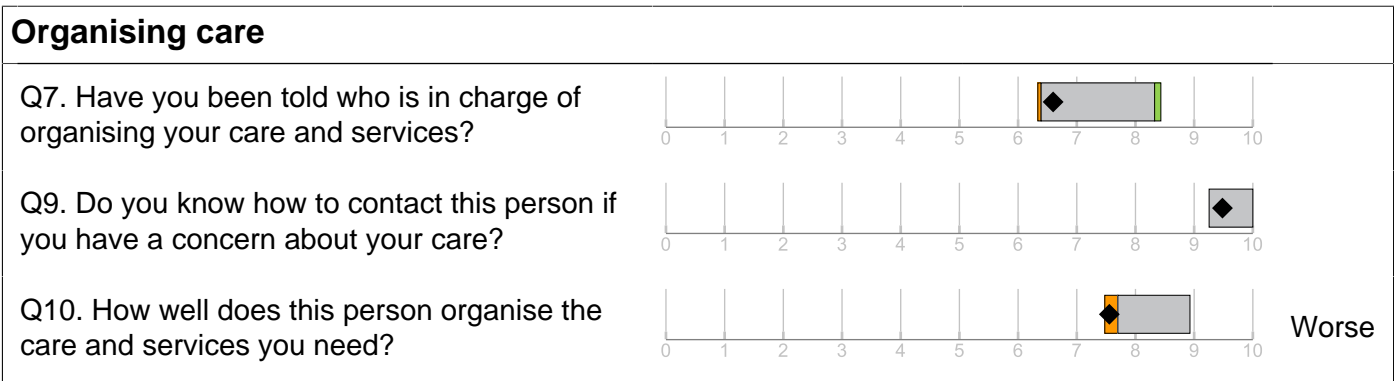 Organising care
Q7. Have you been told who is in charge of
organising your care and services?
0 1 2 3 4 5 6 7 8 9 10
Q9. Do you know how to contact this person if
you have a concern about your care?
0 1 2 3 4 5 6 7 8 9 10
Q10. How well does this person organise the
care and services you need?
0 1 2 3 4 5 6 7 8 9 10
Worse